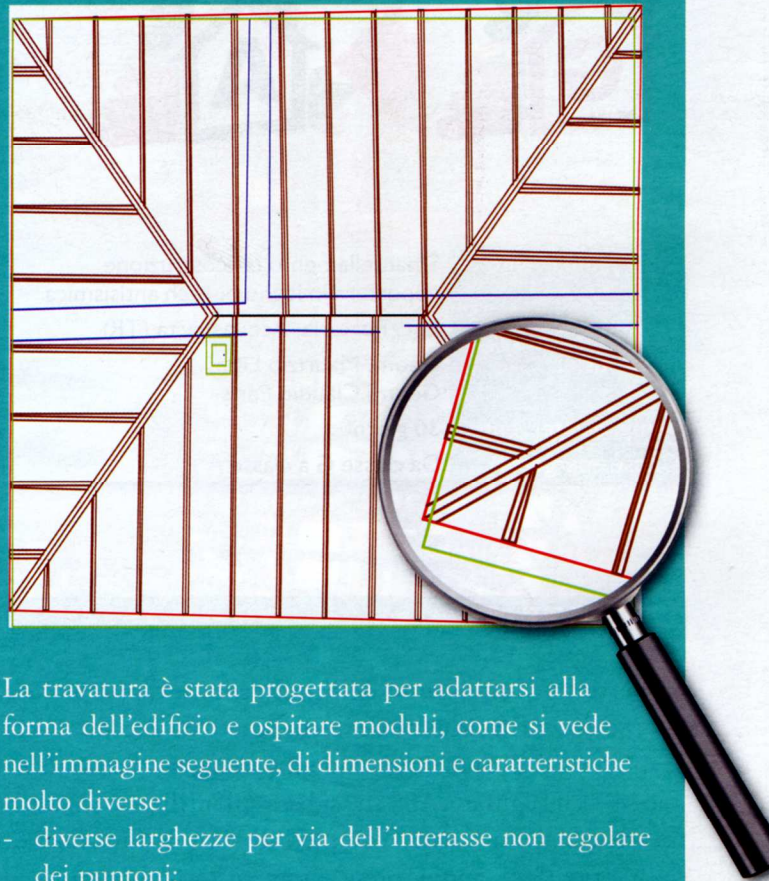 La travatura è stata progettata per adattarsi alla
forma dell'edificio e ospitare moduli, come si vede
nell'immagine seguente, di dimensioni e caratteristiche
molto diverse:
- diverse larghezze per via dell'interasse non regolare
dei puntoni;